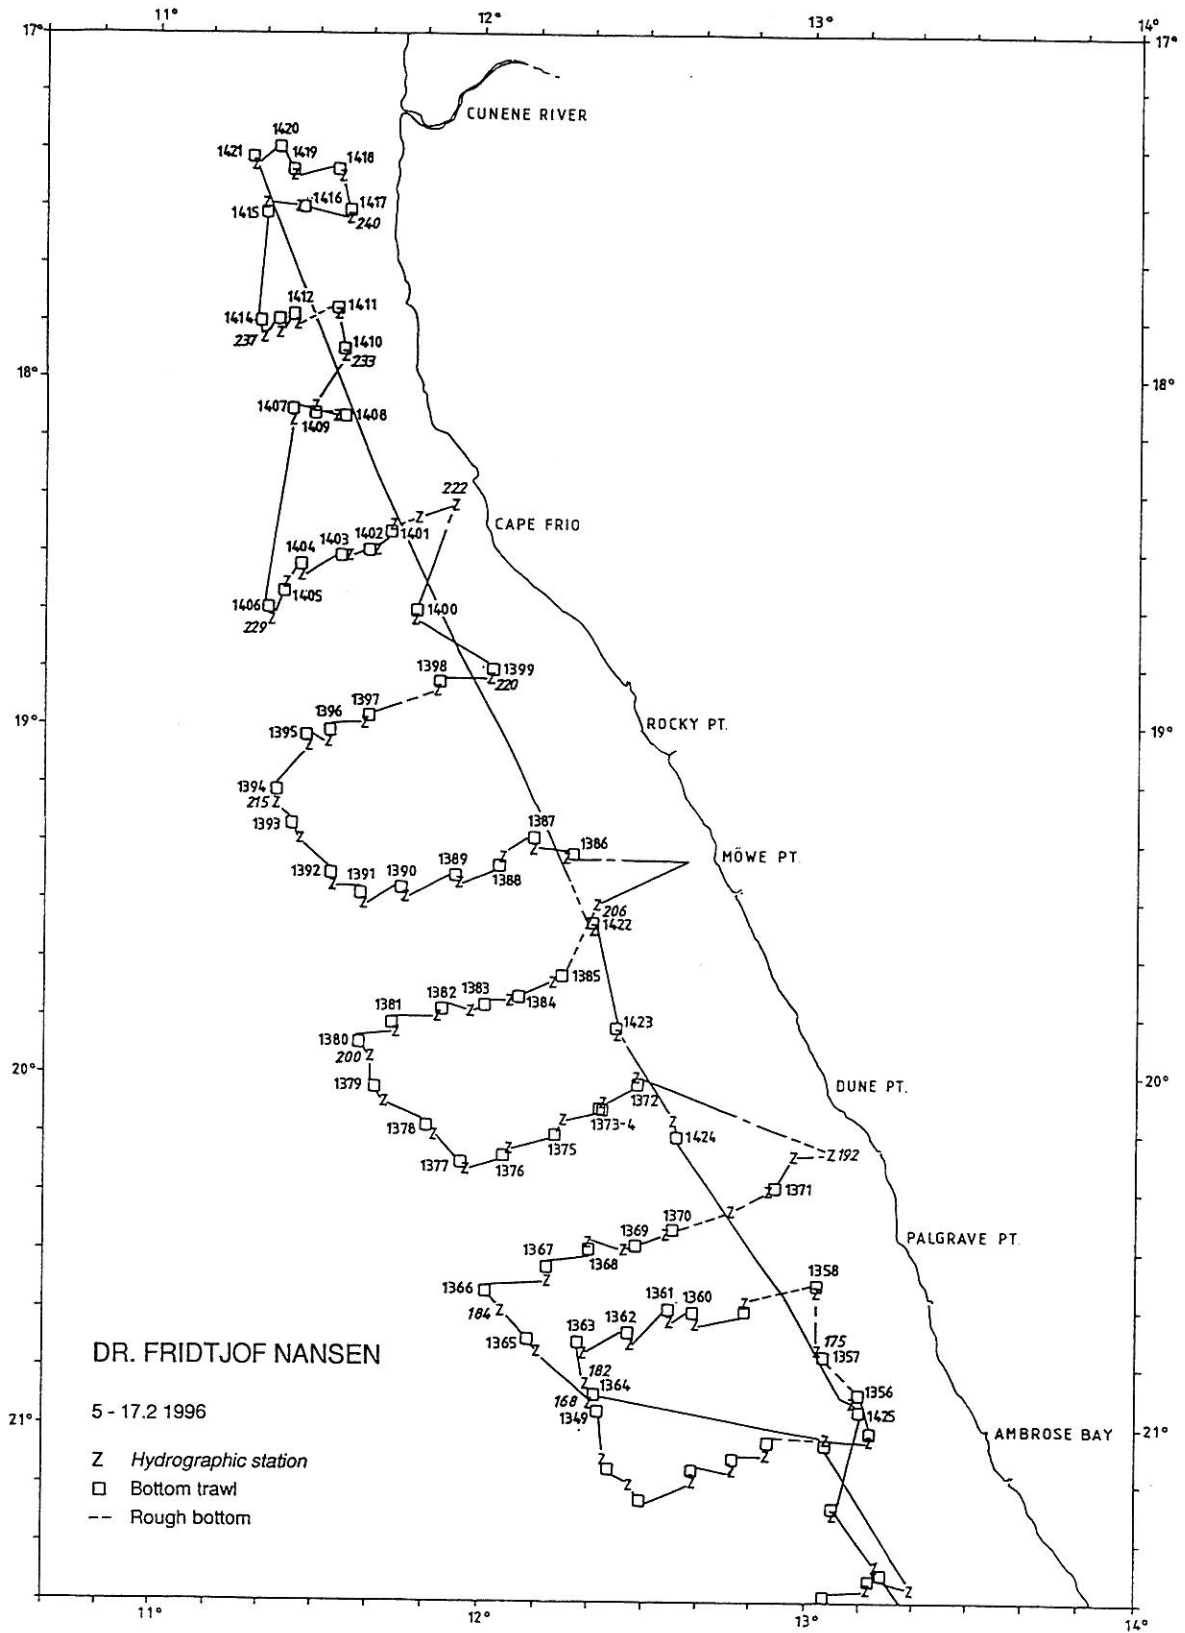 11° 12° 13° 14°
17° 17°
CUNENE RIVER
1420
1421 1419 1418
1415 1416 1417
240
1412 1411
1414
237 1410
233
18° 18°
1407 1409 1408
222
CAPE FRIO
1404 1403 1402 1401
1405
1406 1400
229
1398 1399
220
1397
1396
1395
ROCKY PT.
19° 19°
1394
215
1393
1387
1386
MÖWE PT.
1392 1391 1390 1389 1388
206
1422
1385
1381 1382 1383 1384
1380 1423
200
20° 20°
1379 1372
DUNE PT.
1378 1373-4
1424
1377 1376 1375
192
1371
1370
PALGRAVE PT.
1367 1368 1369
1366 1358
184 1361 1360
1363 1362
1365 175
1357
182
1364 1356
168
1349 1425
21° 21°
AMBROSE BAY
DR. FRIDTJOF NANSEN
5 - 17.2 1996
Z Hydrographic station
Bottom trawl
Rough bottom
11° 12° 13° 14°